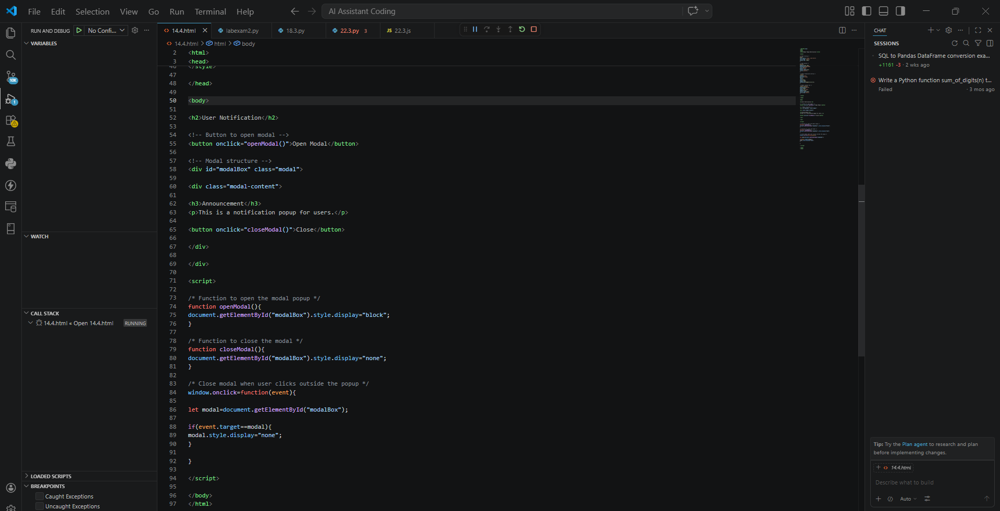 File Edit Selection View Go Run Terminal Help
AI Assistant Coding
RUN AND DEBUG No Confi...
VARIABLES
WATCH
CALL STACK
14.4.html « Open 14.4.html RUNNING
LOADED SCRIPTS
BREAKPOINTS
Caught Exceptions
Uncaught Exceptions
10K
1
14.4.html
labexam2.py
18.3.py
22.3.py 3
JS 22.3.js
14.4.html > html > body
2 <html>
3 <head>
46 </style>
47
48 </head>
49
50 <body>
51
52 <h2>User Notification</h2>
53
54 <!-- Button to open modal -->
55 <button onclick="openModal()">Open Modal</button>
56
57 <!-- Modal structure -->
58 <div id="modalBox" class="modal">
59
60 <div class="modal-content">
61
62 <h3>Announcement</h3>
63 <p>This is a notification popup for users.</p>
64
65 <button onclick="closeModal()">Close</button>
66
67 </div>
68
69 </div>
70
71 <script>
72
73 /* Function to open the modal popup */
74 function openModal(){
75 document.getElementById("modalBox").style.display="block";
76 }
77
78 /* Function to close the modal */
79 function closeModal(){
80 document.getElementById("modalBox").style.display="none";
81 }
82
83 /* Close modal when user clicks outside the popup */
84 window.onclick=function(event){
85
86 let modal=document.getElementById("modalBox");
87
88 if(event.target==modal){
89 modal.style.display="none";
90 }
91
92 }
93
94 </script>
95
96 </body>
97 </html>
CHAT
SESSIONS
SQL to Pandas DataFrame conversion exa...
+1161 -3 · 2 wks ago
Write a Python function sum_of_digits(n) t...
Failed · 3 mos ago
Tip: Try the Plan agent to research and plan
before implementing changes.
14.4.html
Describe what to build
Auto